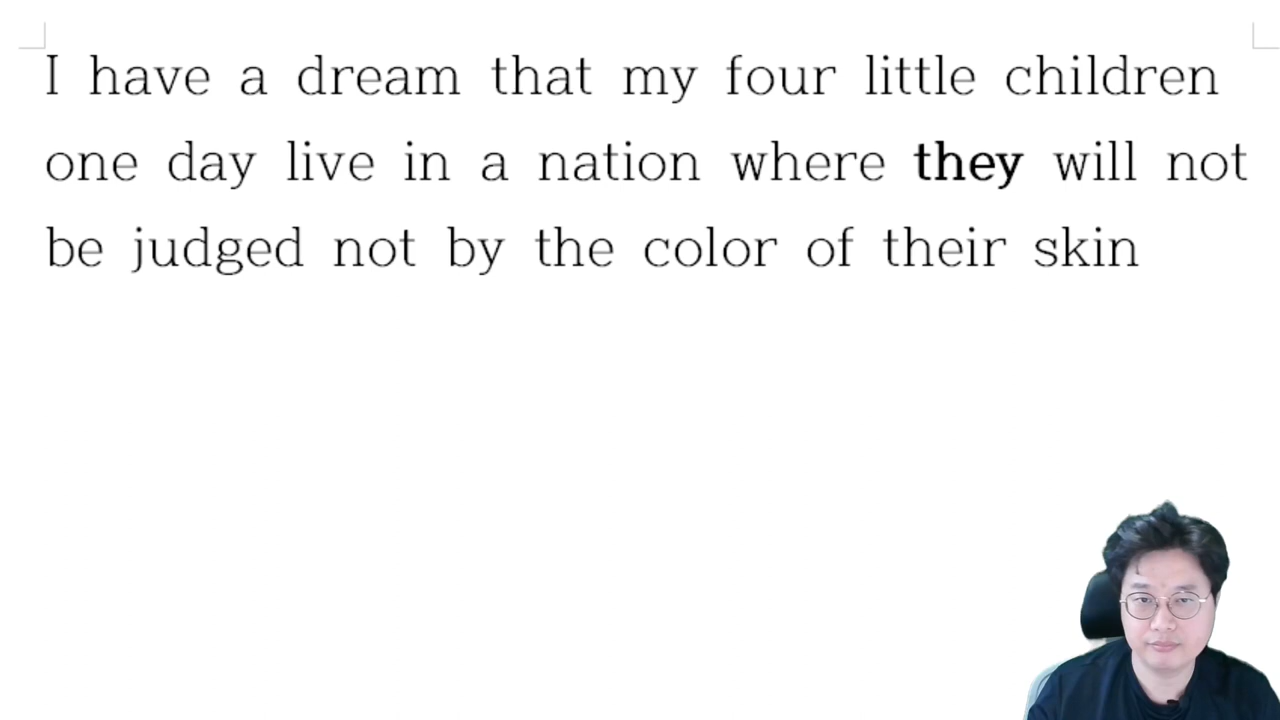 I have a dream that my four little children
one day live in a nation where they will not
be judged not by the color of their skin